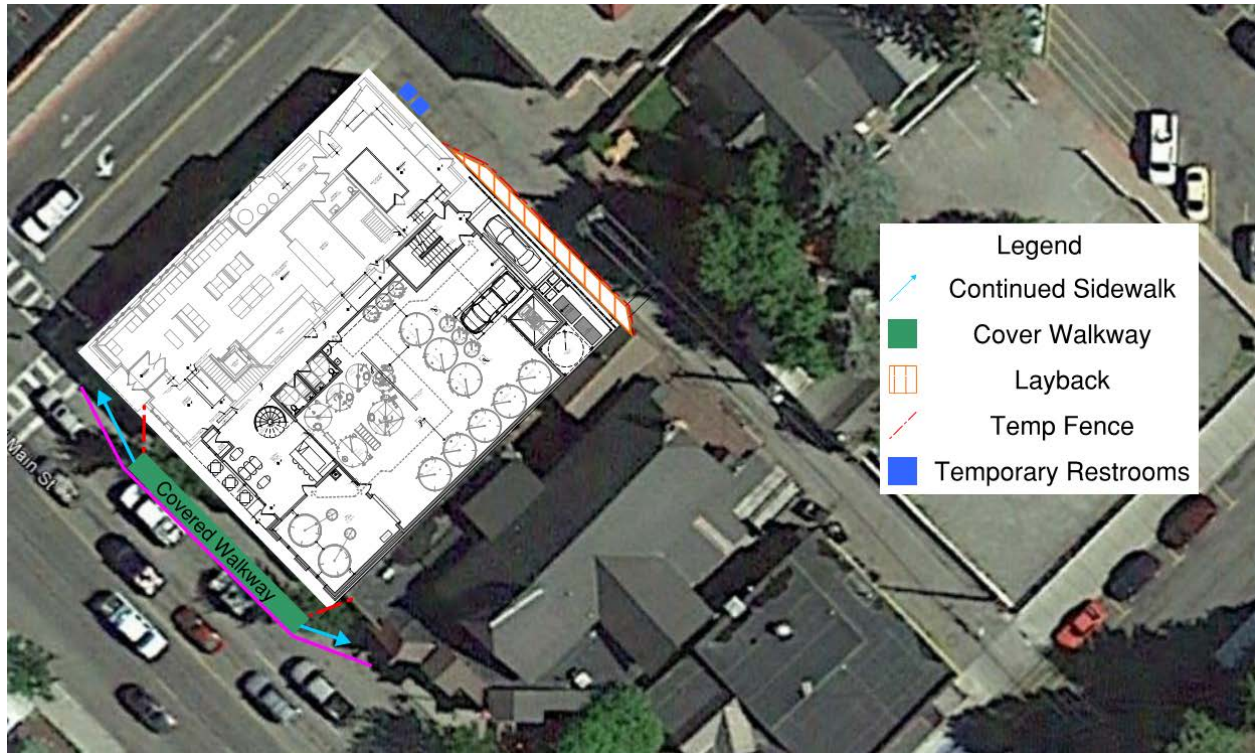 Legend
Continued Sidewalk
Cover Walkway
Layback
Temp Fence
Temporary Restrooms
Main St
Covered Walkway